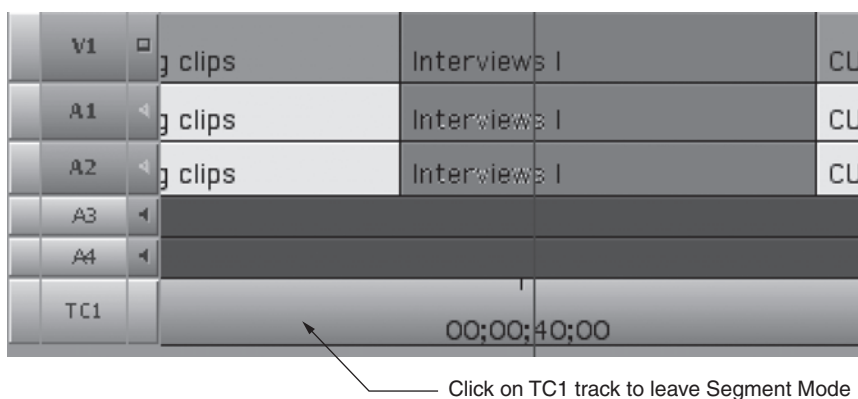 V1 g clips Interviews I CU
A1 g clips Interviews I CU
A2 g clips Interviews I CU
A3
A4
TC1 00;00;40;00
Click on TC1 track to leave Segment Mode